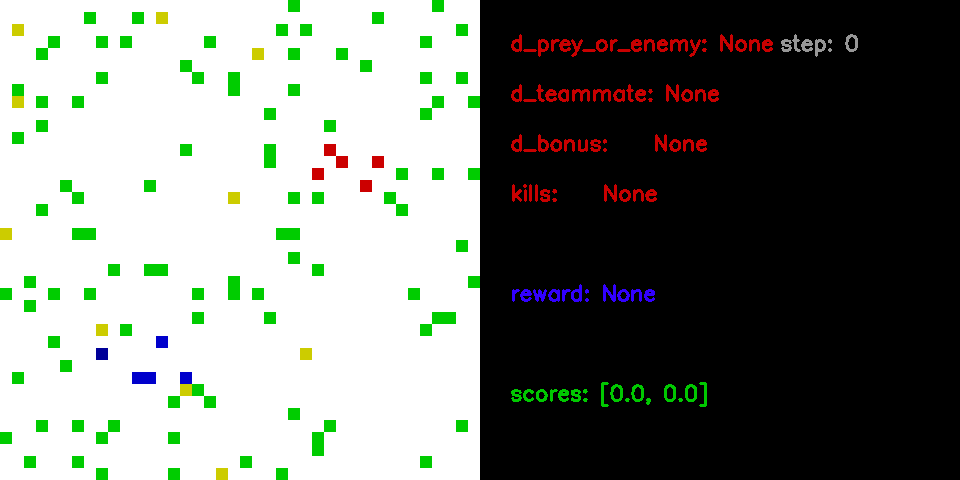 d_prey_or_enemy: None step: 0
d_teammate: None
d_bonus: None
kills: None
reward: None
scores: [0.0, 0.0]